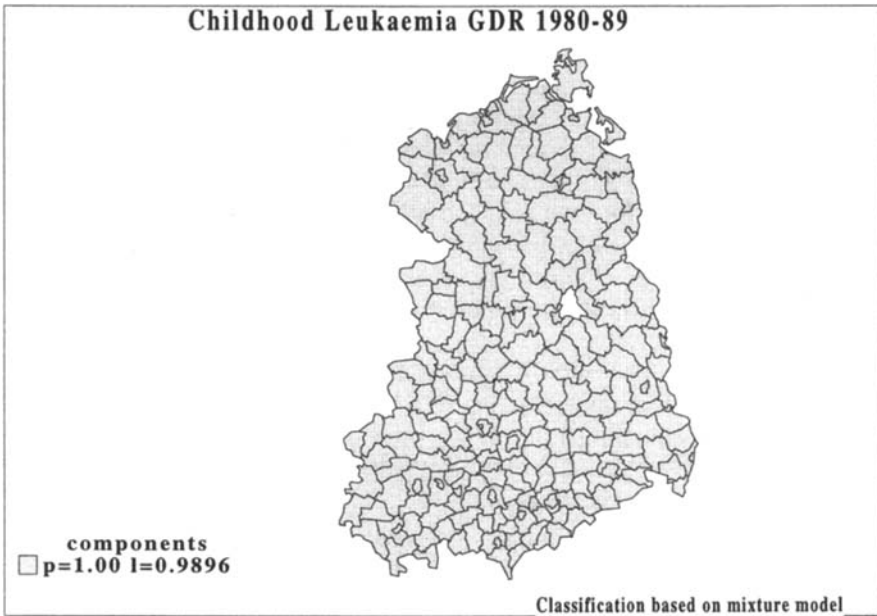 Childhood Leukaemia GDR 1980-89
components
p=1.00 l=0.9896
Classification based on mixture model